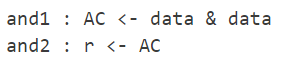 and1 : AC <- data & data
and2 : r <- AC